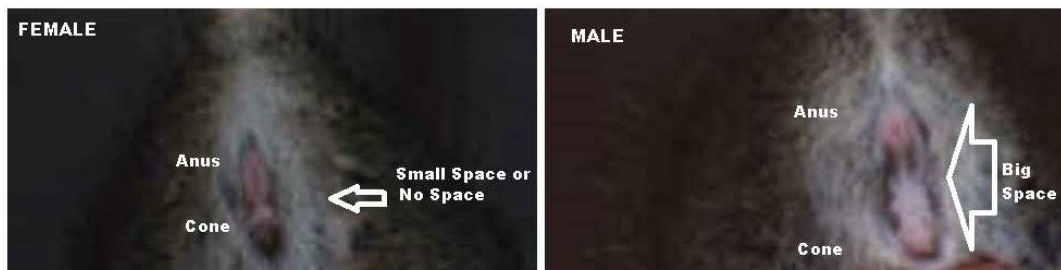 FEMALE
Anus
Small Space or
No Space
Cone
MALE
Anus
Big
Space
Cone